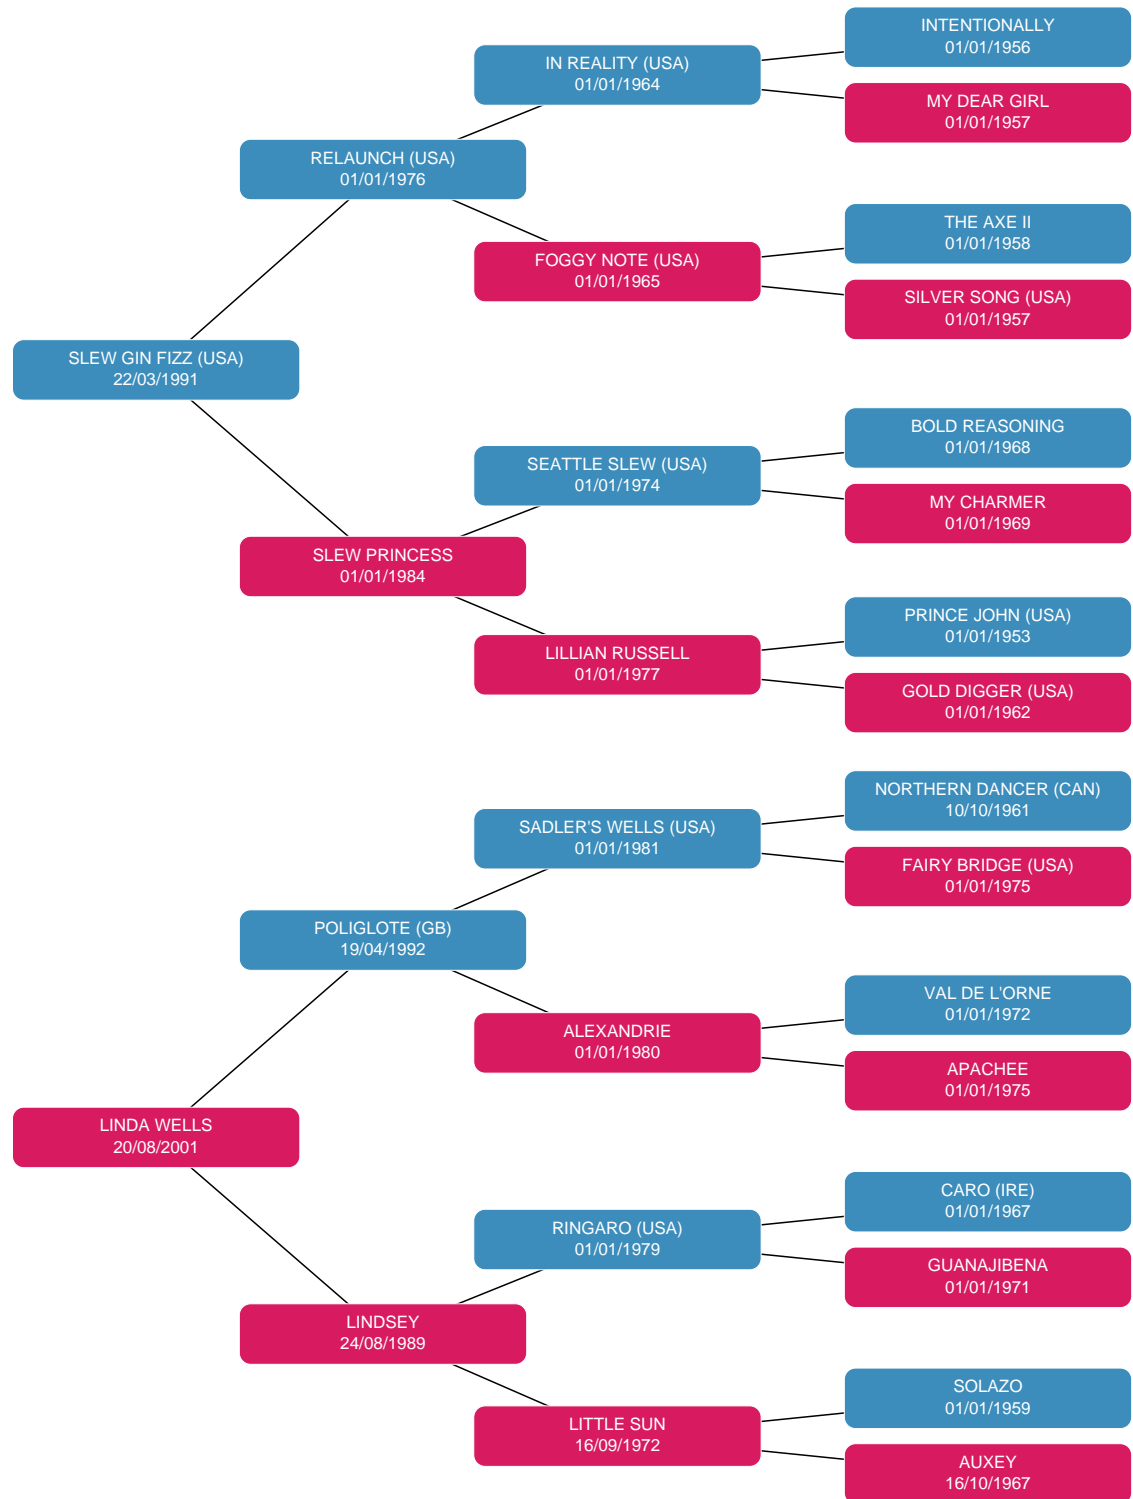 INTENTIONALLY
01/01/1956
IN REALITY (USA)
01/01/1964
MY DEAR GIRL
01/01/1957
RELAUNCH (USA)
01/01/1976
THE AXE II
01/01/1958
FOGGY NOTE (USA)
01/01/1965
SILVER SONG (USA)
01/01/1957
SLEW GIN FIZZ (USA)
22/03/1991
BOLD REASONING
01/01/1968
SEATTLE SLEW (USA)
01/01/1974
MY CHARMER
01/01/1969
SLEW PRINCESS
01/01/1984
PRINCE JOHN (USA)
01/01/1953
LILLIAN RUSSELL
01/01/1977
GOLD DIGGER (USA)
01/01/1962
NORTHERN DANCER (CAN)
10/10/1961
SADLER'S WELLS (USA)
01/01/1981
FAIRY BRIDGE (USA)
01/01/1975
POLIGLOTE (GB)
19/04/1992
VAL DE L'ORNE
01/01/1972
ALEXANDRIE
01/01/1980
APACHEE
01/01/1975
LINDA WELLS
20/08/2001
CARO (IRE)
01/01/1967
RINGARO (USA)
01/01/1979
GUANAJIBENA
01/01/1971
LINDSEY
24/08/1989
SOLAZO
01/01/1959
LITTLE SUN
16/09/1972
AUXEY
16/10/1967